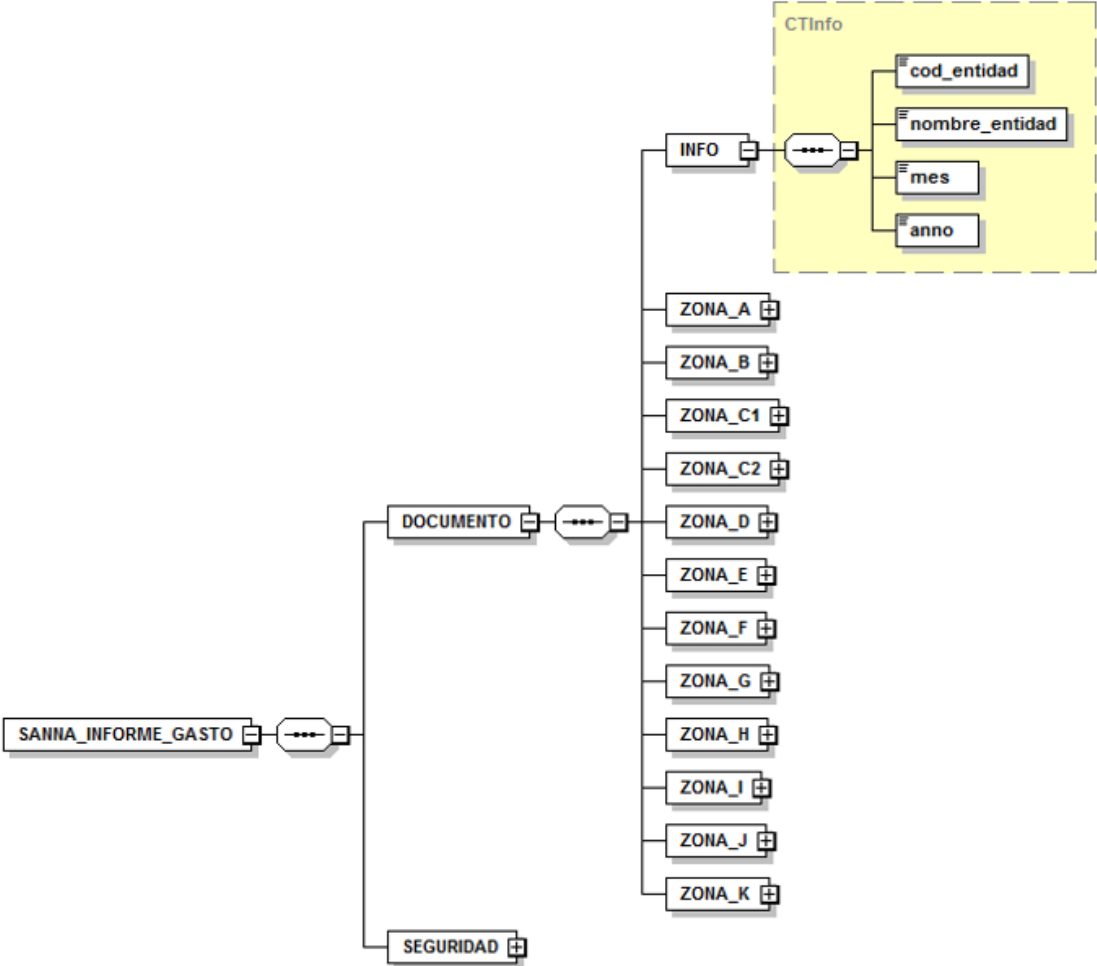 CTInfo
cod_entidad
nombre_entidad
INFO
mes
anno
ZONA_A
ZONA_B
ZONA_C1
ZONA_C2
DOCUMENTO
ZONA_D
ZONA_E
ZONA_F
ZONA_G
SANNA_INFORME_GASTO
ZONA_H
ZONA_I
ZONA_J
ZONA_K
SEGURIDAD